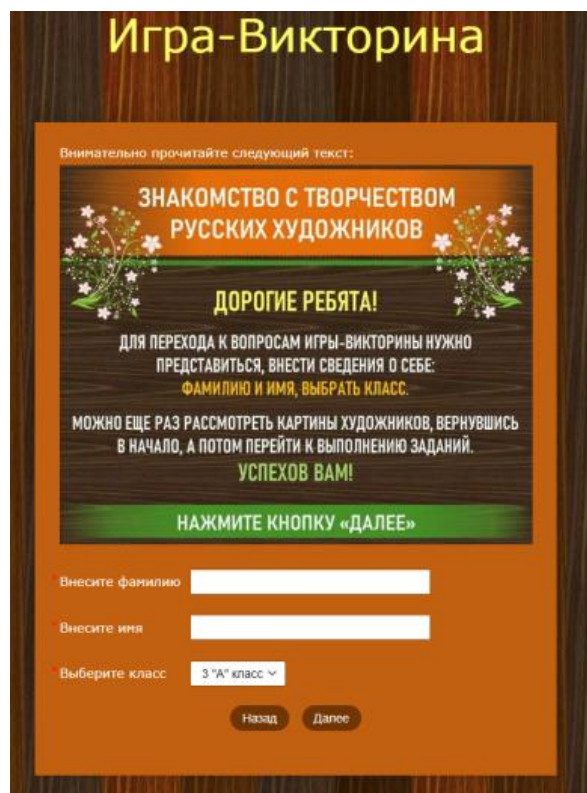 Игра-Викторина
Внимательно прочитайте следующий текст:
ЗНАКОМСТВО С ТВОРЧЕСТВОМ
РУССКИХ ХУДОЖНИКОВ
ДОРОГИЕ РЕБЯТА!
ДЛЯ ПЕРЕХОДА К ВОПРОСАМ ИГРЫ-ВИКТОРИНЫ НУЖНО
ПРЕДСТАВИТЬСЯ, ВНЕСТИ СВЕДЕНИЯ О СЕБЕ:
ФАМИЛИЮ И ИМЯ, ВЫБРАТЬ КЛАСС.
МОЖНО ЕЩЕ РАЗ РАССМОТРЕТЬ КАРТИНЫ ХУДОЖНИКОВ, ВЕРНУВШИСЬ
В НАЧАЛО, А ПОТОМ ПЕРЕЙТИ К ВЫПОЛНЕНИЮ ЗАДАНИЙ.
УСПЕХОВ ВАМ!
НАЖМИТЕ КНОПКУ «ДАЛЕЕ»
*Внесите фамилию
*Внесите имя
*Выберите класс 3 "А" класс
Назад Далее